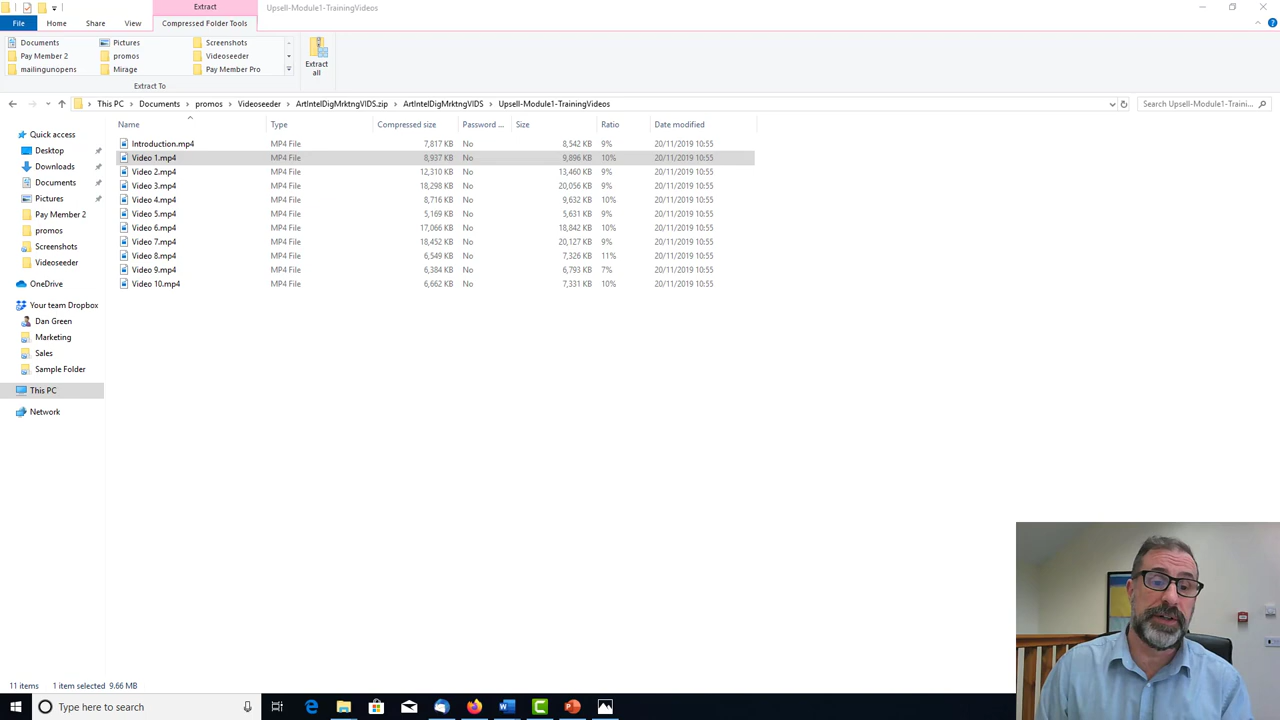 Extract
Upsell-Module1-TrainingVideos
File Home Share View Compressed Folder Tools
Documents Pictures Screenshots
Pay Member 2 promos Videoseeder
mailingunopens Mirage Pay Member Pro
Extract all
Extract To
This PC Documents promos Videoseeder ArtIntelDigMrktngVIDS.zip ArtIntelDigMrktngVIDS Upsell-Module1-TrainingVideos Search Upsell-Module1-Traini...
Name Type Compressed size Password ... Size Ratio Date modified
Introduction.mp4 MP4 File 7,817 KB No 8,542 KB 9% 20/11/2019 10:55
Video 1.mp4 MP4 File 8,937 KB No 9,896 KB 10% 20/11/2019 10:55
Video 2.mp4 MP4 File 12,310 KB No 13,460 KB 9% 20/11/2019 10:55
Video 3.mp4 MP4 File 18,298 KB No 20,056 KB 9% 20/11/2019 10:55
Video 4.mp4 MP4 File 8,716 KB No 9,632 KB 10% 20/11/2019 10:55
Video 5.mp4 MP4 File 5,169 KB No 5,631 KB 9% 20/11/2019 10:55
Video 6.mp4 MP4 File 17,066 KB No 18,842 KB 10% 20/11/2019 10:55
Video 7.mp4 MP4 File 18,452 KB No 20,127 KB 9% 20/11/2019 10:55
Video 8.mp4 MP4 File 6,549 KB No 7,326 KB 11% 20/11/2019 10:55
Video 9.mp4 MP4 File 6,384 KB No 6,793 KB 7% 20/11/2019 10:55
Video 10.mp4 MP4 File 6,662 KB No 7,331 KB 10% 20/11/2019 10:55
Quick access
Desktop
Downloads
Documents
Pictures
Pay Member 2
promos
Screenshots
Videoseeder
OneDrive
Your team Dropbox
Dan Green
Marketing
Sales
Sample Folder
This PC
Network
11 items 1 item selected 9.66 MB
Type here to search